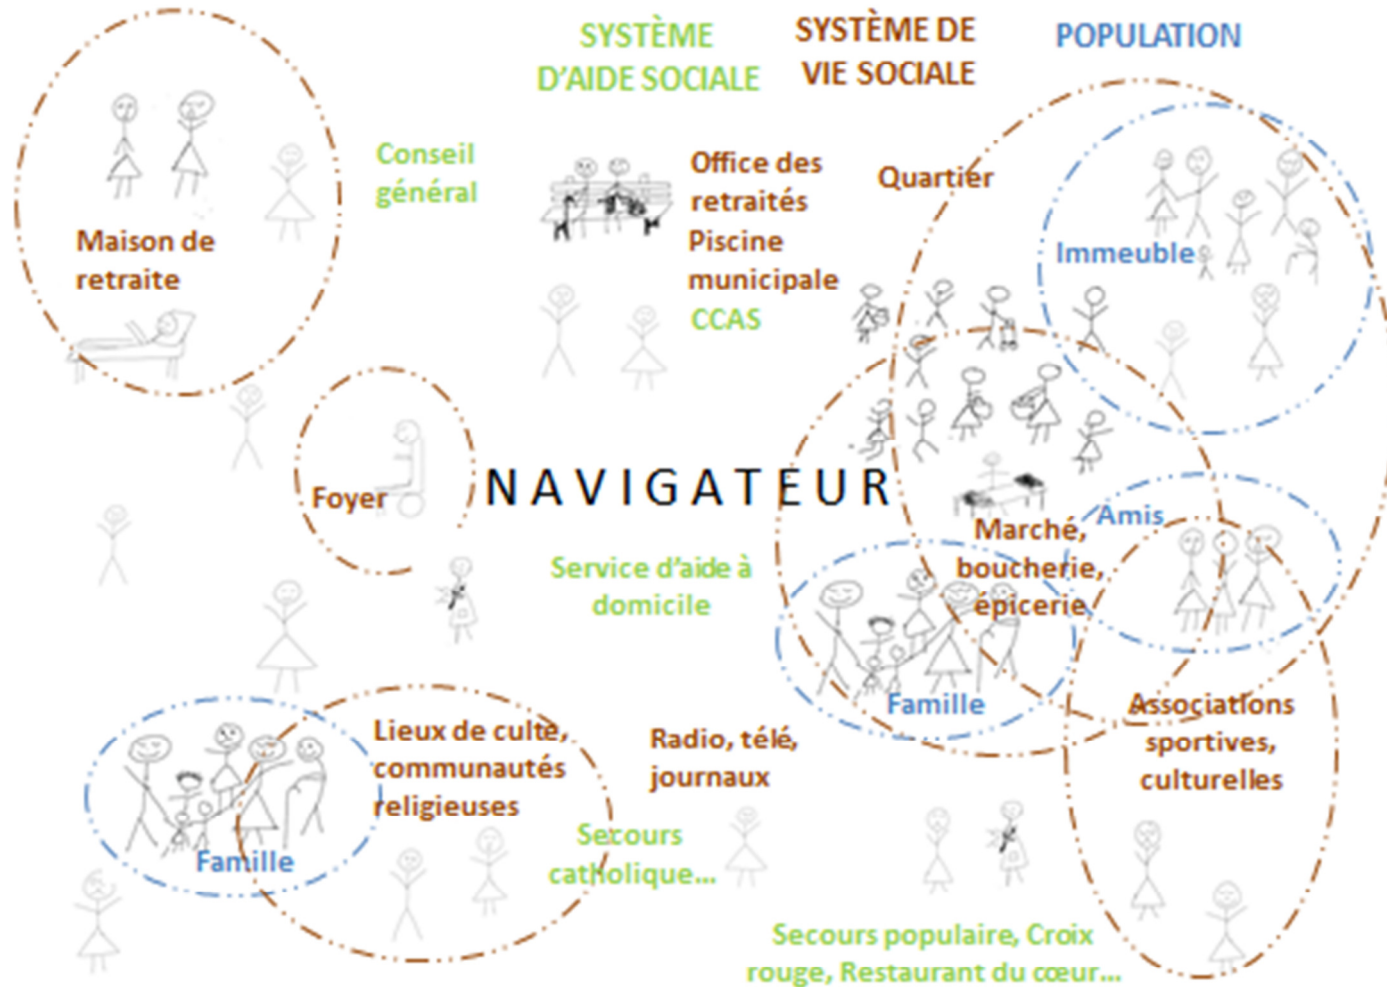 SYSTÈME
D'AIDE SOCIALE
SYSTÈME DE
VIE SOCIALE
POPULATION
Conseil
général
Office des
retraités
Piscine
municipale
CCAS
Quartier
Immeuble
Maison de
retraite
Foyer
NAVIGATEUR
Amis
Marché,
boucherie,
épicerie
Service d'aide à
domicile
Famille
Associations
sportives,
culturelles
Lieux de culte,
communautés
religieuses
Radio, télé,
journaux
Famille
Secours
catholique...
Secours populaire, Croix
rouge, Restaurant du cœur...